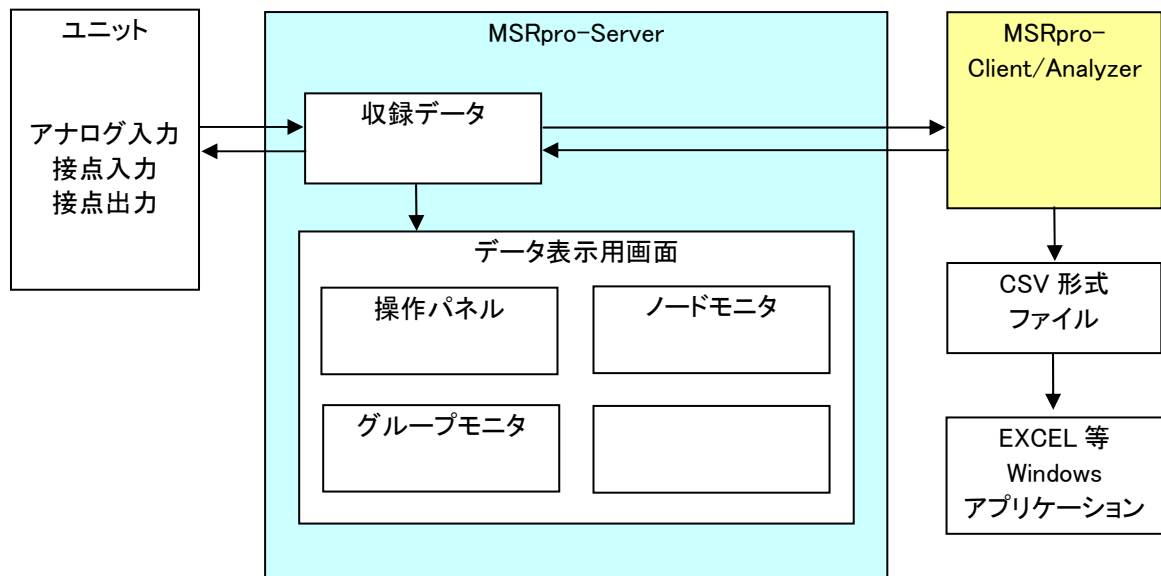 ユニット
アナログ入力
接点入力
接点出力
MSRpro-Server
収録データ
データ表示用画面
操作パネル
ノードモニタ
グループモニタ
MSRpro-
Client/Analyzer
CSV 形式
ファイル
EXCEL 等
Windows
アプリケーション